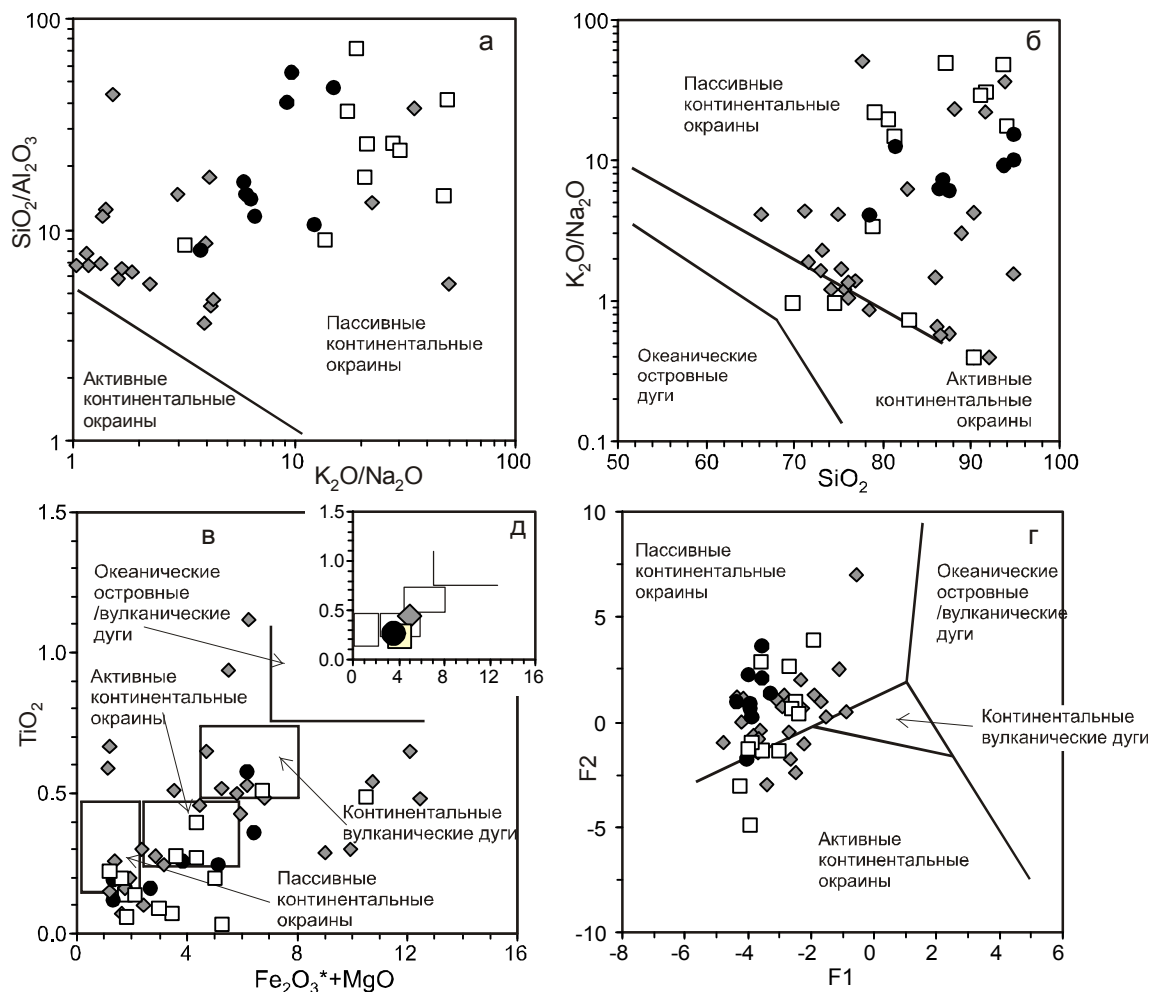 а
100
10
1
SiO2/Al2O3
Пассивные
континентальные
окраины
Активные
континентальные
окраины
1
10
100
K2O/Na2O
б
100
10
1
0.1
K2O/Na2O
Пассивные
континентальные
окраины
Океанические
островные
дуги
Активные
континентальные
окраины
50
60
70
80
90
100
SiO2
в
1.5
1.0
0.5
0.0
TiO2
Океанические
островные
/вулканические
дуги
Активные
континентальные
окраины
Континентальные
вулканические дуги
Пассивные
континентальные
окраины
0
4
8
12
16
Fe2O3*+MgO
д
1.5
1.0
0.5
0.0
0
4
8
12
16
г
10
5
0
-5
-10
F2
Пассивные
континентальные
окраины
Океанические
островные
/вулканические
дуги
Континентальные
вулканические дуги
Активные
континентальные
окраины
-8
-6
-4
-2
0
2
4
6
F1